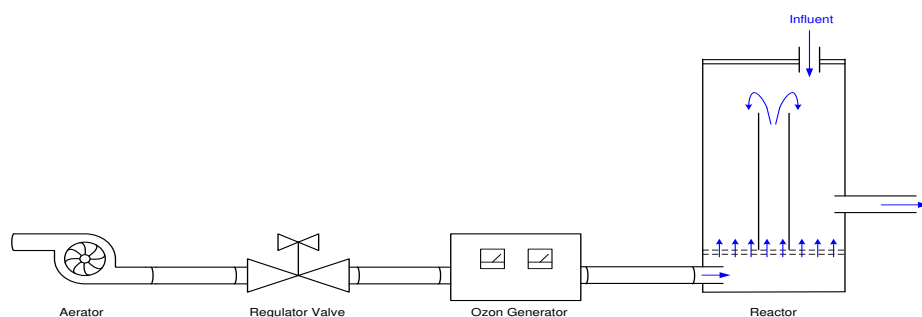 Influent
Aerator
Regulator Valve
Ozon Generator
Reactor